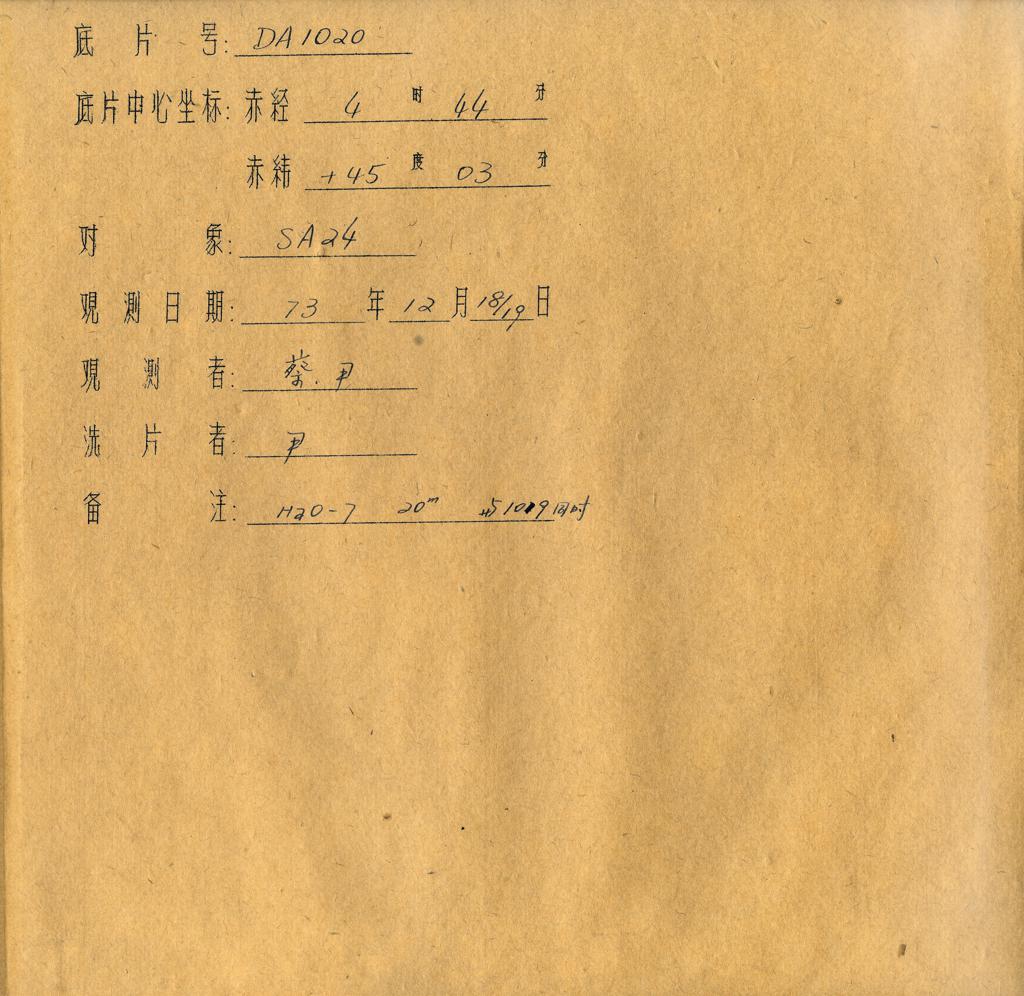 底片号: DA1020
底片中心坐标: 赤经 4 时 44 分
赤纬 +45 度 03 分
对象: SA24
观测日期: 73 年 12 月 18/19 日
观测者: 蔡.尹
洗片者: 尹
备注: H2O-7 20m 与1019同时